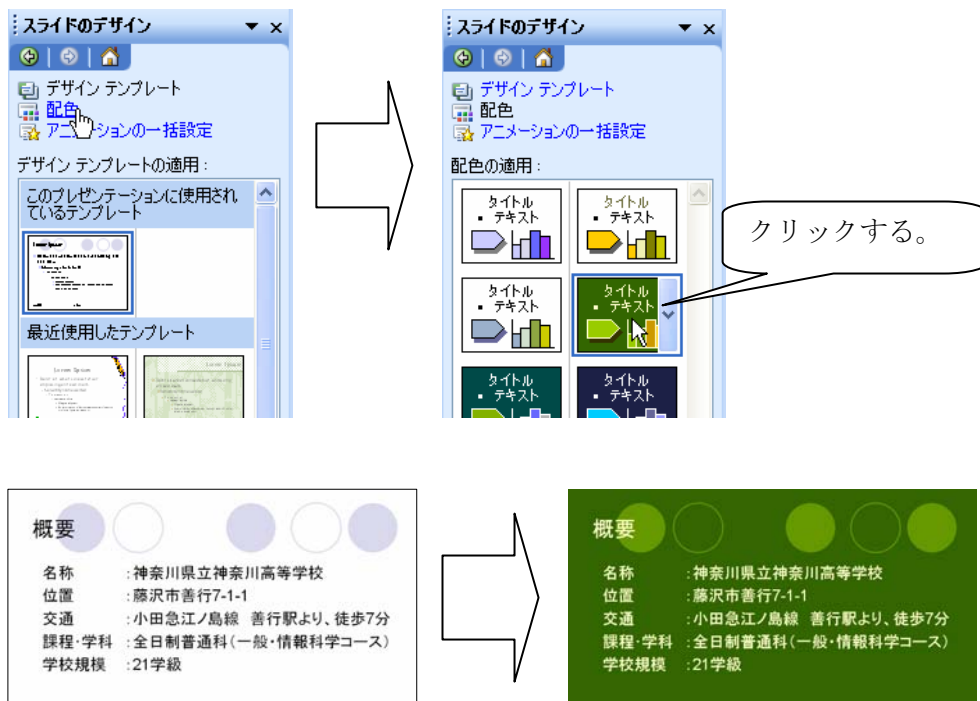 スライドのデザイン
デザイン テンプレート
配色
アニメーションの一括設定
デザイン テンプレートの適用 :
このプレゼンテーションに使用され
ているテンプレート
最近使用したテンプレート
Lorem Ipsum
Lorem Ipsum
スライドのデザイン
デザイン テンプレート
配色
アニメーションの一括設定
配色の適用 :
タイトル
▪ テキスト
タイトル
▪ テキスト
タイトル
▪ テキスト
タイトル
▪ テキスト
タイトル
▪ テキスト
タイトル
▪ テキスト
クリックする。
概要
名称 :神奈川県立神奈川高等学校
位置 :藤沢市善行7-1-1
交通 :小田急江ノ島線 善行駅より、徒歩7分
課程・学科 :全日制普通科(一般・情報科学コース)
学校規模 :21学級
概要
名称 :神奈川県立神奈川高等学校
位置 :藤沢市善行7-1-1
交通 :小田急江ノ島線 善行駅より、徒歩7分
課程・学科 :全日制普通科(一般・情報科学コース)
学校規模 :21学級